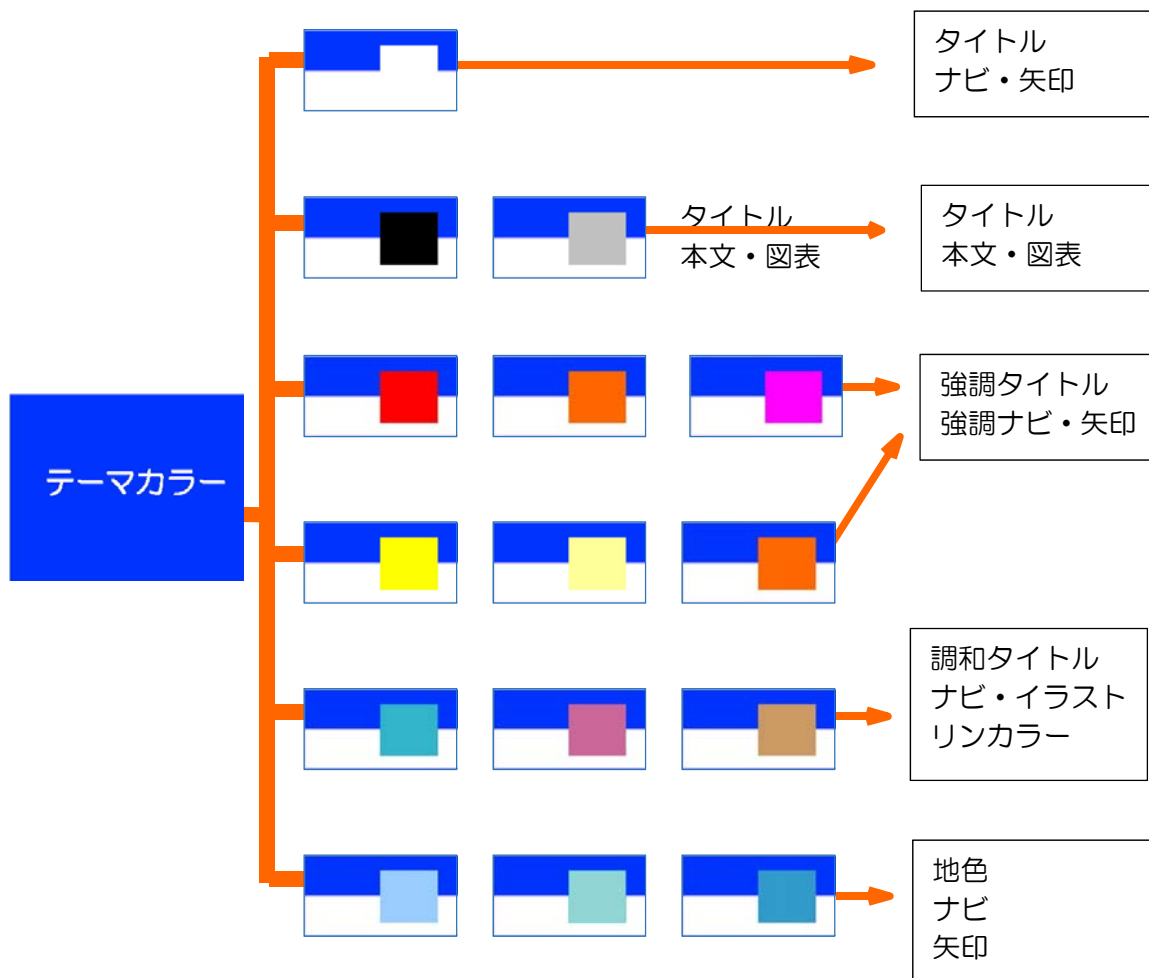 タイトル
ナビ・矢印
タイトル
本文・図表
タイトル
本文・図表
強調タイトル
強調ナビ・矢印
テーマカラー
調和タイトル
ナビ・イラスト
リンカラー
地色
ナビ
矢印